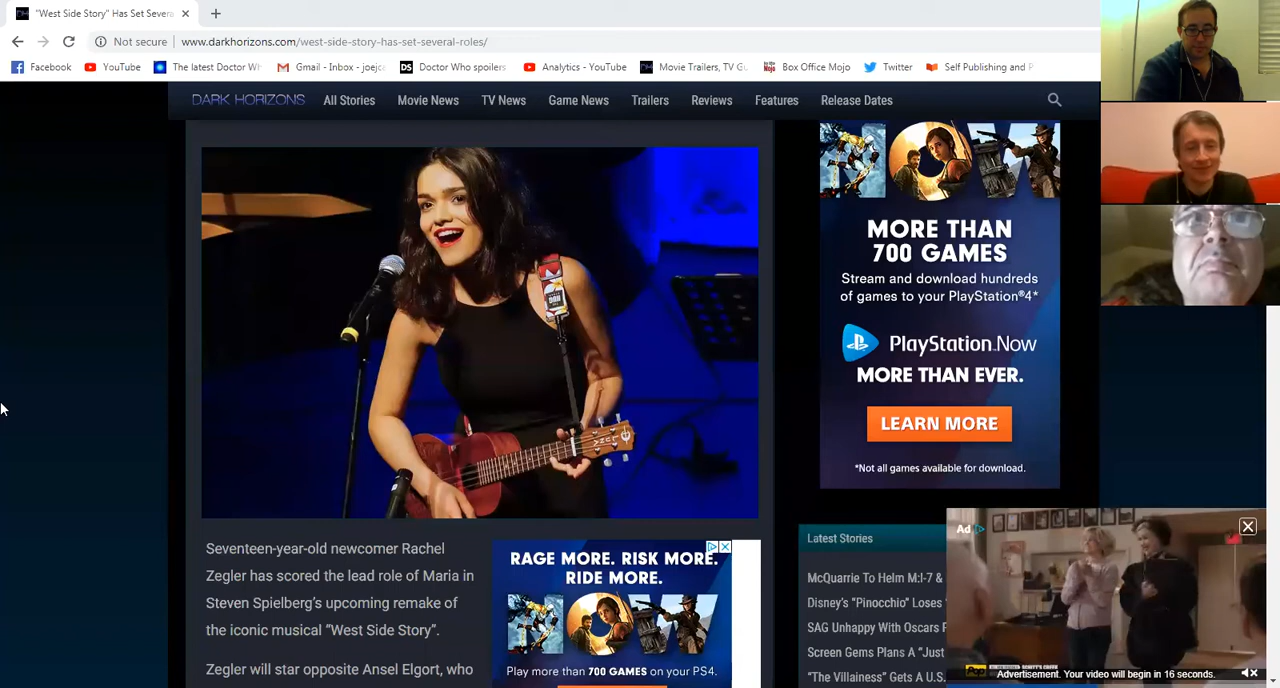 "West Side Story" Has Set Severa
Not secure
www.darkhorizons.com/west-side-story-has-set-several-roles/
Facebook
YouTube
The latest Doctor Wh
Gmail - Inbox - joejca
DS
Doctor Who spoilers
Analytics - YouTube
Movie Trailers, TV Gu
Box Office Mojo
Twitter
Self Publishing and P
DARK HORIZONS
All Stories
Movie News
TV News
Game News
Trailers
Reviews
Features
Release Dates
LUNA
Seventeen-year-old newcomer Rachel
Zegler has scored the lead role of Maria in
Steven Spielberg's upcoming remake of
the iconic musical "West Side Story".
Zegler will star opposite Ansel Elgort, who
RAGE MORE. RISK MORE.
RIDE MORE.
NOW
Play more than 700 GAMES on your PS4.
NOW
MORE THAN
700 GAMES
Stream and download hundreds
of games to your PlayStation®4*
PlayStation.Now
MORE THAN EVER.
LEARN MORE
*Not all games available for download.
Latest Stories
McQuarrie To Helm M:I-7 &
Disney's "Pinocchio" Loses
SAG Unhappy With Oscars
Screen Gems Plans A "Just
"The Villainess" Gets A U.S.
Ad
Advertisement. Your video will begin in 16 seconds.